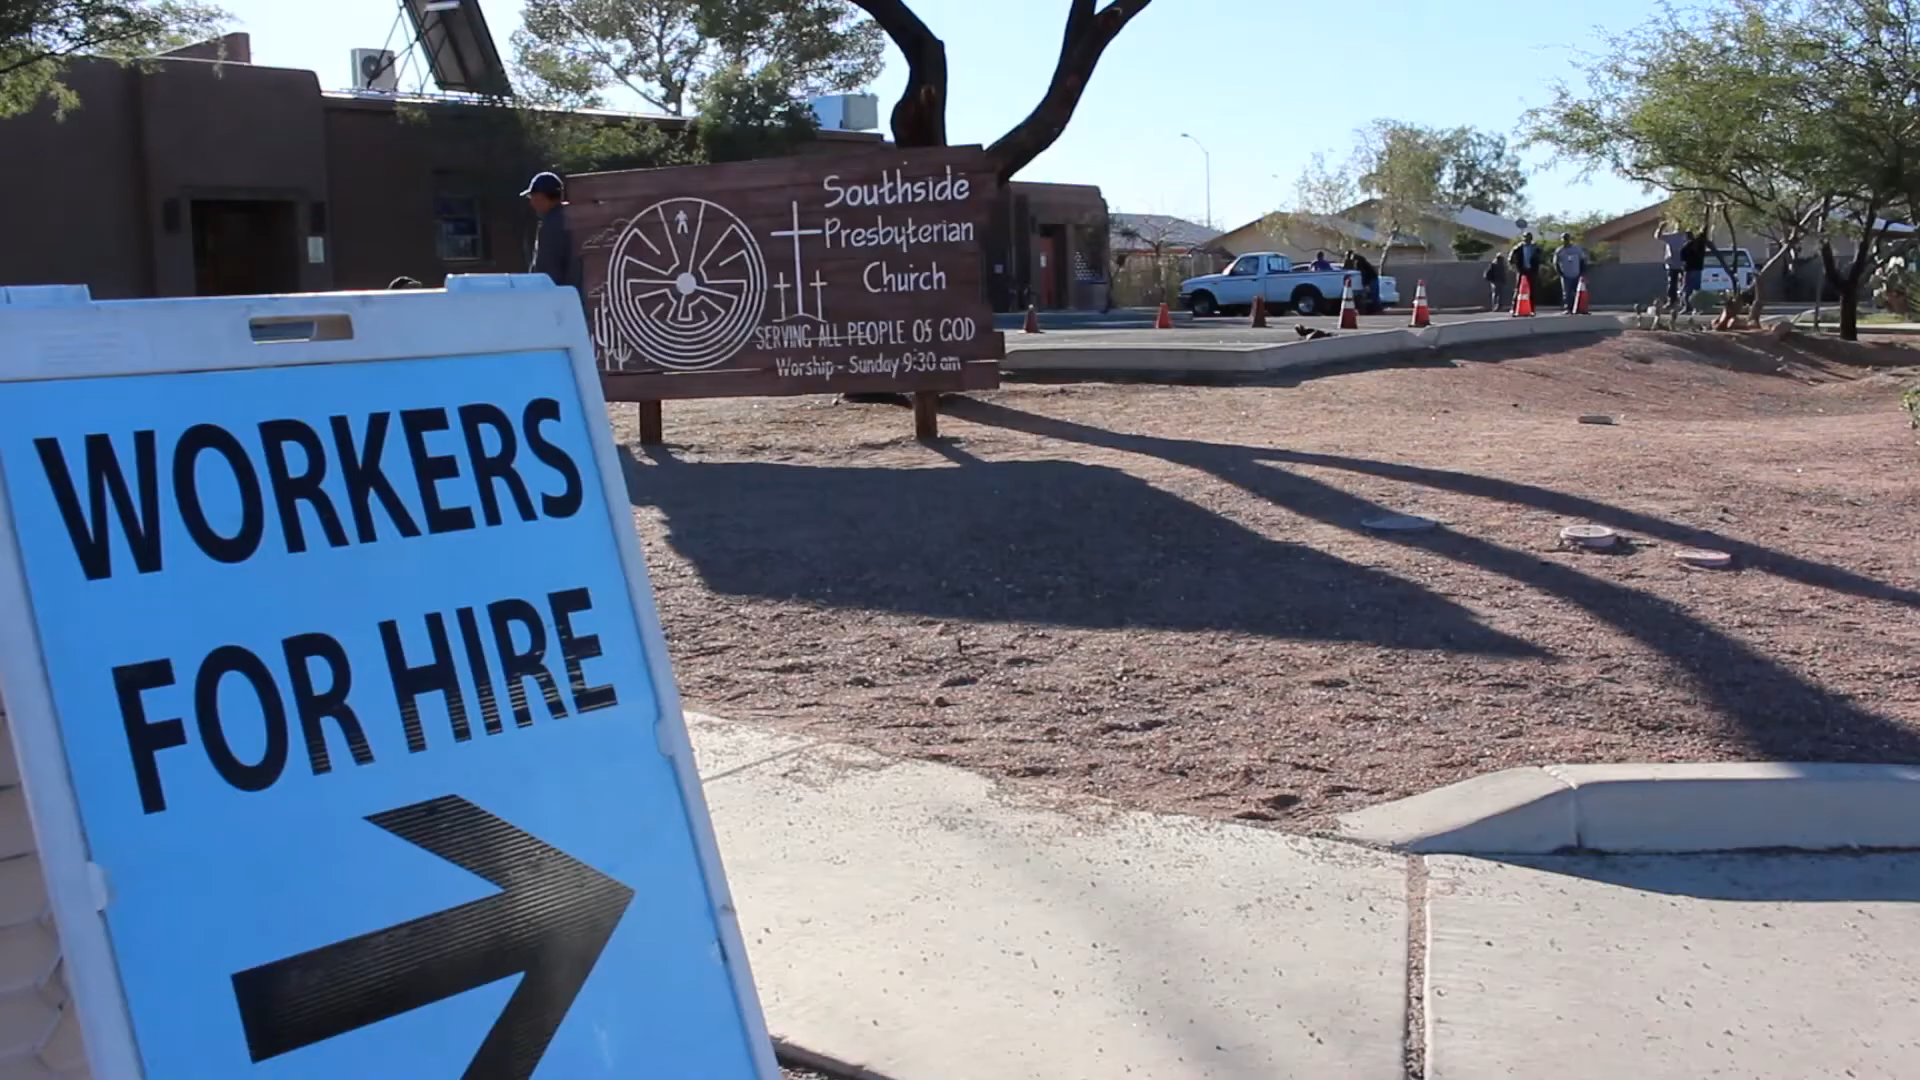 WORKERS
FOR HIRE
Southside
Presbyterian
Church
SERVING ALL PEOPLE OF GOD
Worship - Sunday 9:30 am